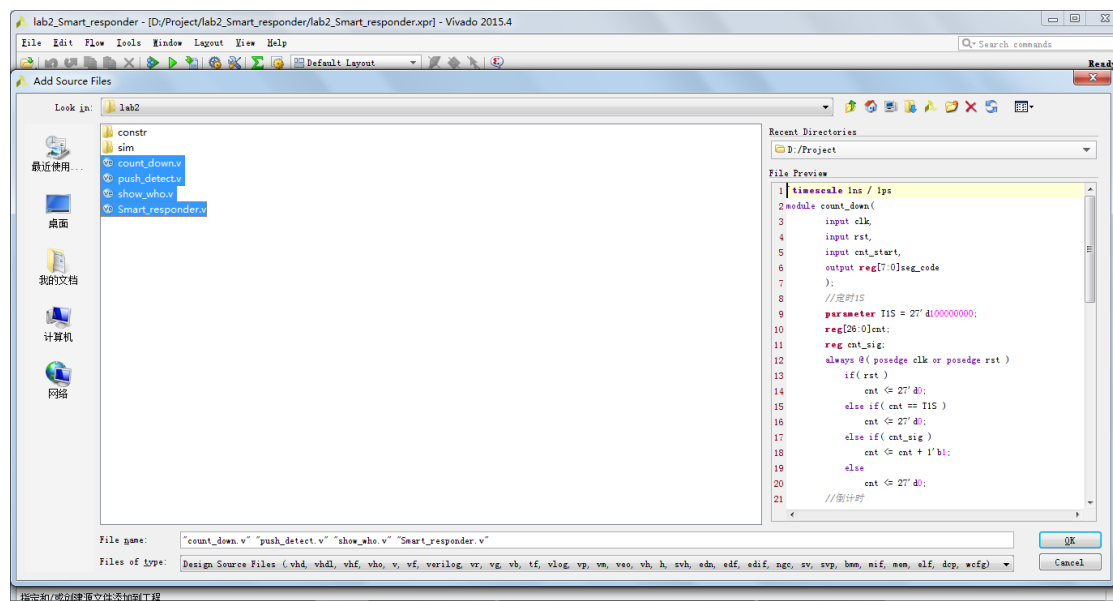 lab2_Smart_responder - [D:/Project/lab2_Smart_responder/lab2_Smart_responder.xpr] - Vivado 2015.4
File Edit Flow Tools Window Layout View Help
Search commands
Default Layout
Ready
Add Source Files
Look in: lab2
最近使用...
桌面
我的文档
计算机
网络
constr
sim
count_down.v
push_detect.v
show_who.v
Smart_responder.v
Recent Directories
D:/Project
File Preview
1 `timescale 1ns / 1ps
2 module count_down(
3 input clk,
4 input rst,
5 input cnt_start,
6 output reg[7:0]seg_code
7 );
8 //定时1S
9 parameter T1S = 27'd100000000;
10 reg[26:0]cnt;
11 reg cnt_sig;
12 always @( posedge clk or posedge rst )
13 if( rst )
14 cnt <= 27'd0;
15 else if( cnt == T1S )
16 cnt <= 27'd0;
17 else if( cnt_sig )
18 cnt <= cnt + 1'b1;
19 else
20 cnt <= 27'd0;
21 //倒计时
File name: "count_down.v" "push_detect.v" "show_who.v" "Smart_responder.v"
OK
Files of type: Design Source Files (.vhd, vhdl, vhf, vho, v, vf, verilog, vr, vg, vb, tf, vlog, vp, vm, veo, vh, h, svh, edn, edf, edif, ngc, sv, svp, bmm, mif, mem, elf, dcp, wcfg)
Cancel
指定和/或创建源文件添加到工程